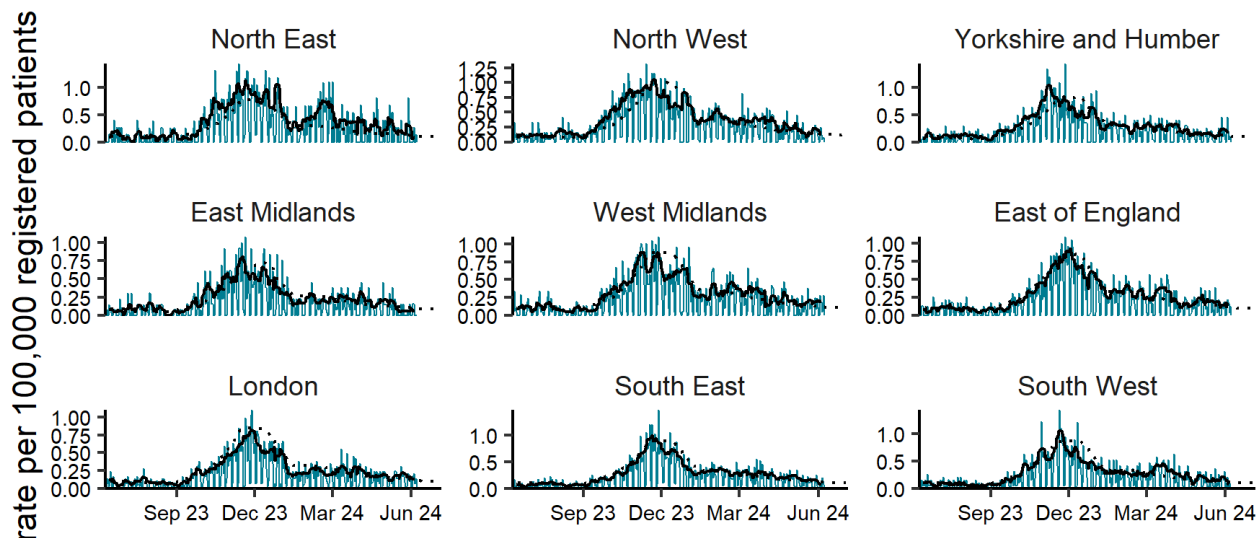 rate per 100,000 registered patients
North East
North West
Yorkshire and Humber
1.0
0.5
0.0
1.25
1.00
0.75
0.50
0.25
0.00
1.0
0.5
0.0
East Midlands
West Midlands
East of England
1.00
0.75
0.50
0.25
0.00
1.00
0.75
0.50
0.25
0.00
1.00
0.75
0.50
0.25
0.00
London
South East
South West
1.00
0.75
0.50
0.25
0.00
1.0
0.5
0.0
1.0
0.5
0.0
Sep 23 Dec 23 Mar 24 Jun 24
Sep 23 Dec 23 Mar 24 Jun 24
Sep 23 Dec 23 Mar 24 Jun 24